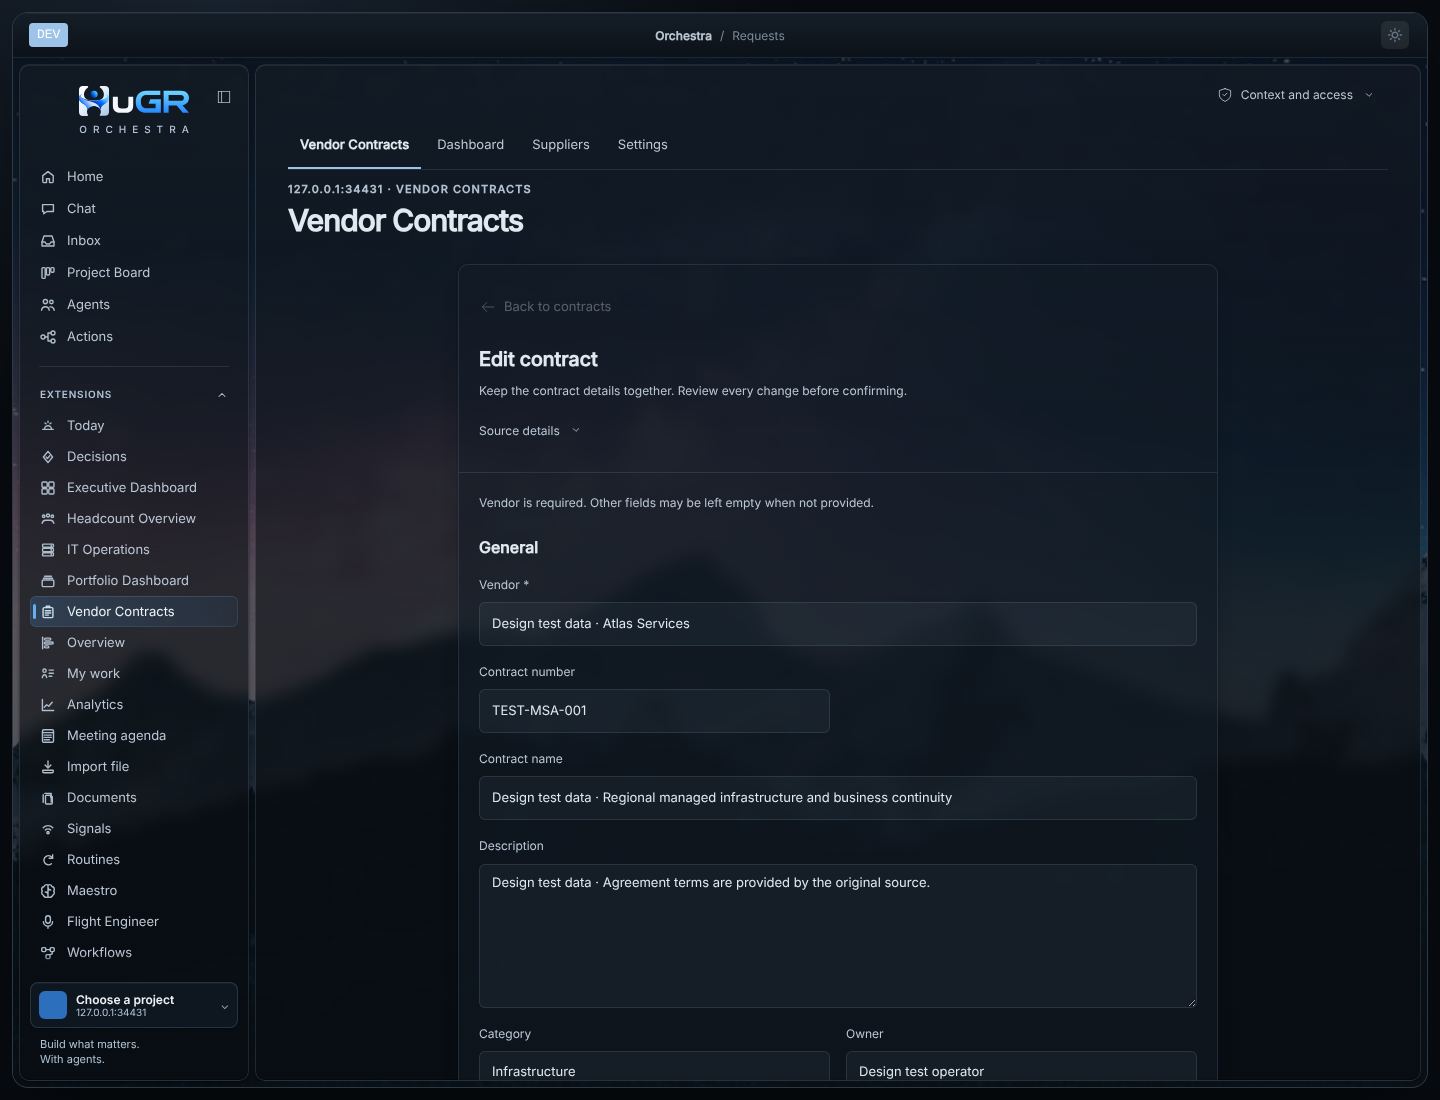 DEV
Orchestra / Requests
HuGR
ORCHESTRA
Home
Chat
Inbox
Project Board
Agents
Actions
EXTENSIONS
Today
Decisions
Executive Dashboard
Headcount Overview
IT Operations
Portfolio Dashboard
Vendor Contracts
Overview
My work
Analytics
Meeting agenda
Import file
Documents
Signals
Routines
Maestro
Flight Engineer
Workflows
Choose a project
127.0.0.1:34431
Build what matters.
With agents.
Context and access
Vendor Contracts Dashboard Suppliers Settings
127.0.0.1:34431 · VENDOR CONTRACTS
Vendor Contracts
Back to contracts
Edit contract
Keep the contract details together. Review every change before confirming.
Source details
Vendor is required. Other fields may be left empty when not provided.
General
Vendor *
Design test data · Atlas Services
Contract number
TEST-MSA-001
Contract name
Design test data · Regional managed infrastructure and business continuity
Description
Design test data · Agreement terms are provided by the original source.
Category Owner
Infrastructure Design test operator